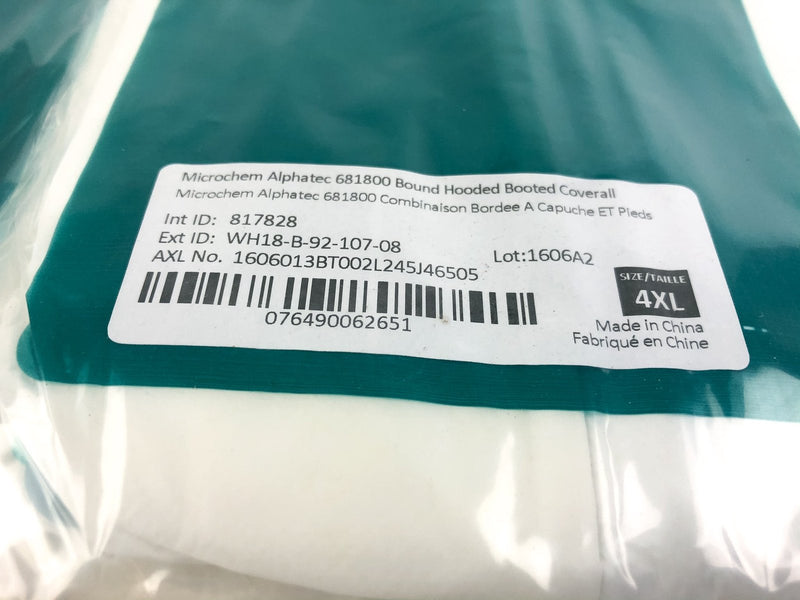 Microchem Alphatec 681800 Bound Hooded Booted Coverall
Microchem Alphatec 681800 Combinaison Bordee A Capuche ET Pieds
Int ID: 817828
Ext ID: WH18-B-92-107-08
Lot:1606A2
AXL No. 1606013BT002L245J46505
SIZE/TAILLE
4XL
076490062651
Made in China
Fabriqué en Chine